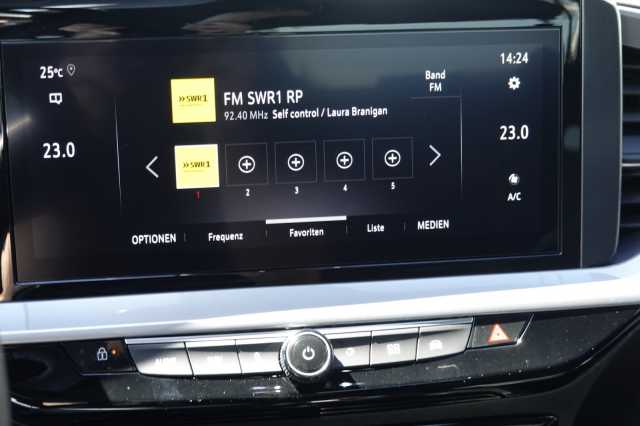 25°C
14:24
»SWR1
FM SWR1 RP
92.40 MHz Self control / Laura Branigan
Band
FM
23.0
23.0
»SWR1
1 2 3 4 5
A/C
OPTIONEN Frequenz Favoriten Liste MEDIEN